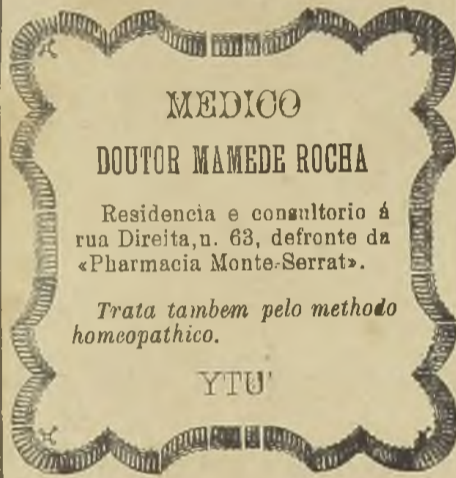 MEDICO
DOUTOR MAMEDE ROCHA
Residencia e consultorio á
rua Direita, n. 63, defronte da
«Pharmacia Monte-Serrat».
Trata tambem pelo methodo
homeopathico.
YTU'